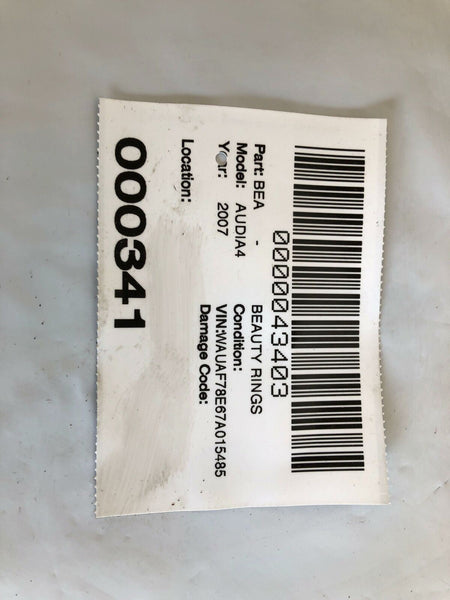 0000043403
Part: BEA - BEAUTY RINGS
Model: AUDIA4 Condition:
Year: 2007 VIN:WAUAF78E67A015485
Damage Code:
Location:
000341